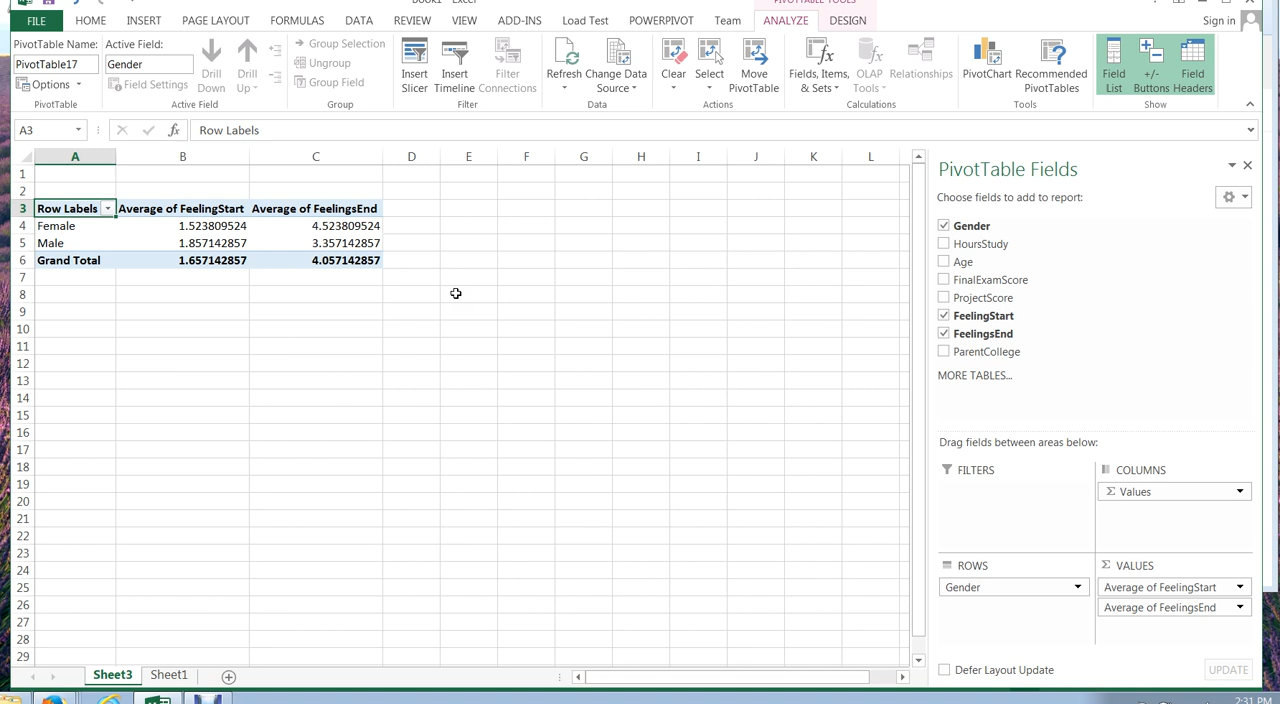 Book1 - Excel
PIVOTTABLE TOOLS
FILE HOME INSERT PAGE LAYOUT FORMULAS DATA REVIEW VIEW ADD-INS Load Test POWERPIVOT Team ANALYZE DESIGN Sign in
PivotTable Name:
PivotTable17
Options
PivotTable
Active Field:
Gender
Field Settings
Drill Down
Drill Up
Active Field
Group Selection
Ungroup
Group Field
Group
Insert Slicer
Insert Timeline
Filter Connections
Filter
Refresh
Change Data Source
Data
Clear
Select
Move PivotTable
Actions
Fields, Items, & Sets
OLAP Tools
Relationships
Calculations
PivotChart
Recommended PivotTables
Tools
Field List
+/- Buttons
Field Headers
Show
A3 fx Row Labels
A B C D E F G H I J K L
1
2
3 Row Labels Average of FeelingStart Average of FeelingsEnd
4 Female 1.523809524 4.523809524
5 Male 1.857142857 3.357142857
6 Grand Total 1.657142857 4.057142857
7
8
9
10
11
12
13
14
15
16
17
18
19
20
21
22
23
24
25
26
27
28
29
Sheet3 Sheet1
PivotTable Fields
Choose fields to add to report:
Gender
HoursStudy
Age
FinalExamScore
ProjectScore
FeelingStart
FeelingsEnd
ParentCollege
MORE TABLES...
Drag fields between areas below:
FILTERS
COLUMNS
Σ Values
ROWS
Gender
Σ VALUES
Average of FeelingStart
Average of FeelingsEnd
Defer Layout Update
UPDATE
2:31 PM